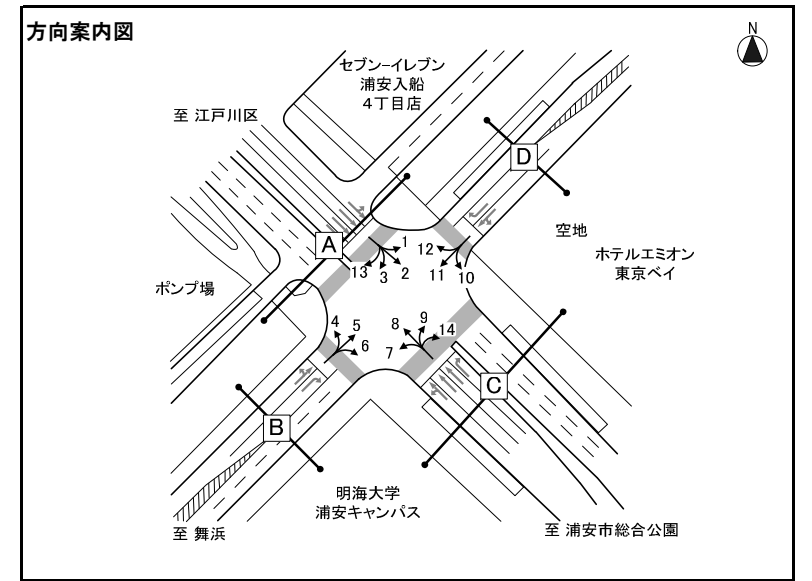 方向案内図
N
セブン-イレブン
浦安入船
4丁目店
至 江戸川区
D
空地
ホテルエミオン
東京ベイ
A
1
12
13
3
2
11
10
ポンプ場
4
5
6
8
9
14
7
C
B
明海大学
浦安キャンパス
至 舞浜
至 浦安市総合公園